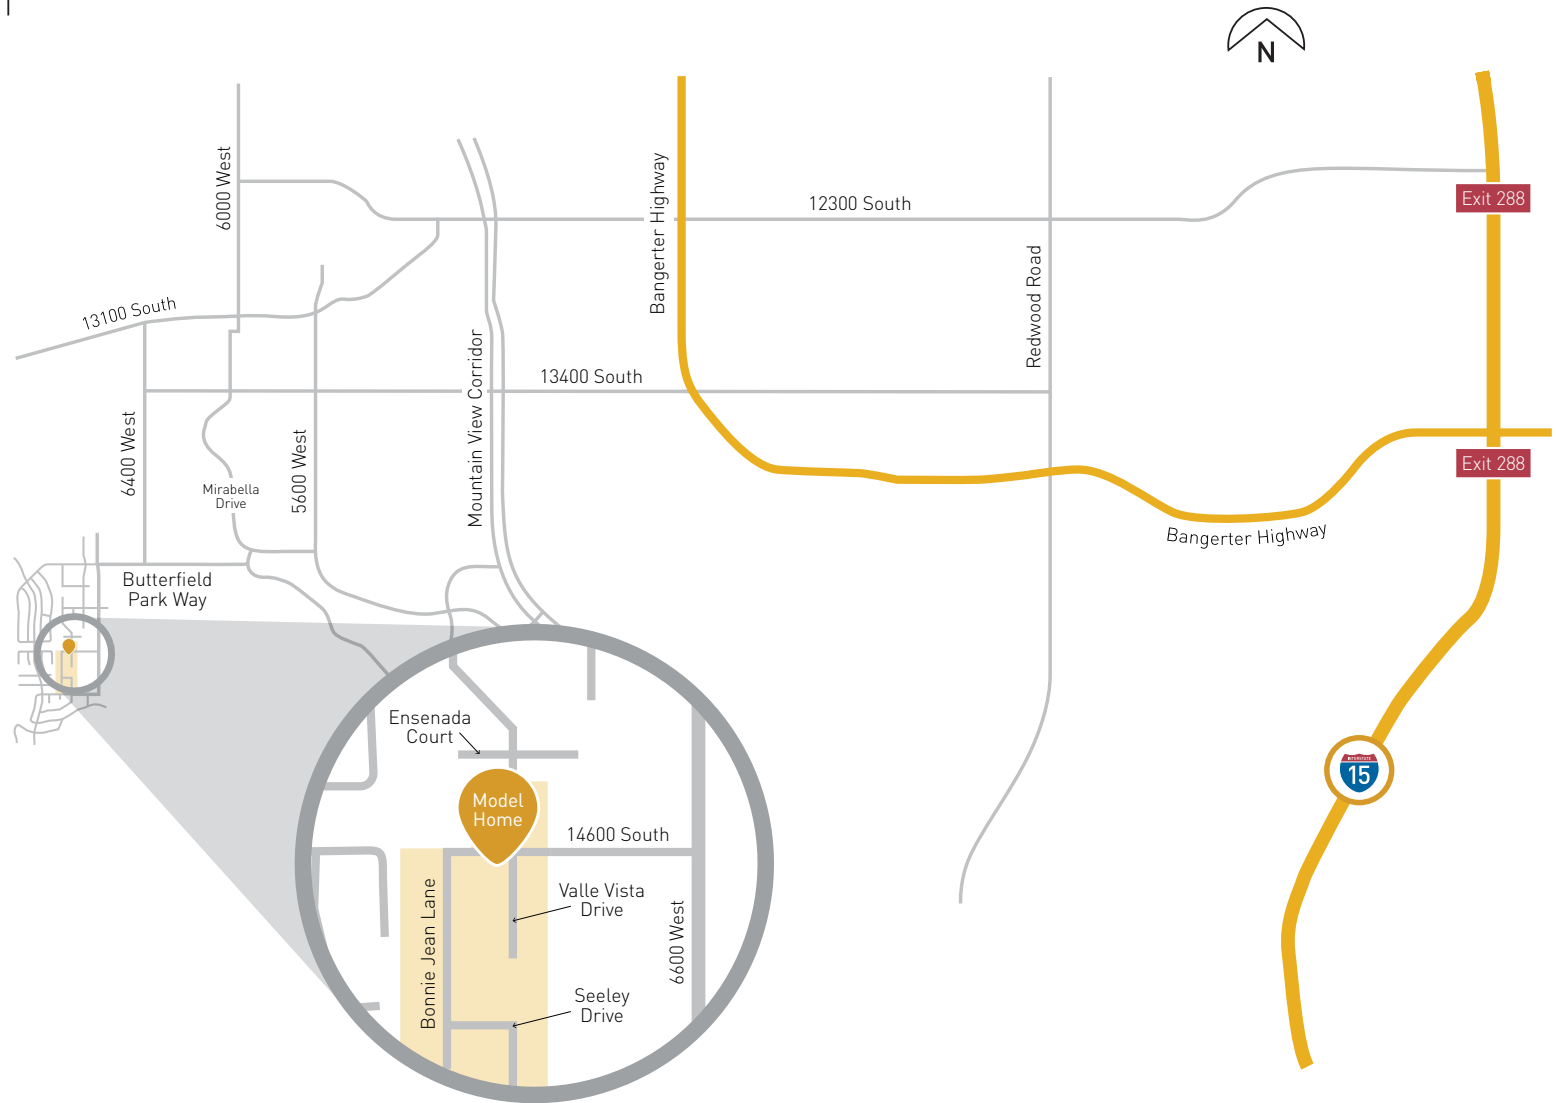 N
6000 West
Bangerter Highway
12300 South
Exit 288
13100 South
Redwood Road
Mountain View Corridor
13400 South
6400 West
5600 West
Mirabella
Drive
Exit 288
Bangerter Highway
Butterfield
Park Way
Ensenada
Court
INTERSTATE
15
Model
Home
14600 South
Bonnie Jean Lane
Valle Vista
Drive
6600 West
Seeley
Drive